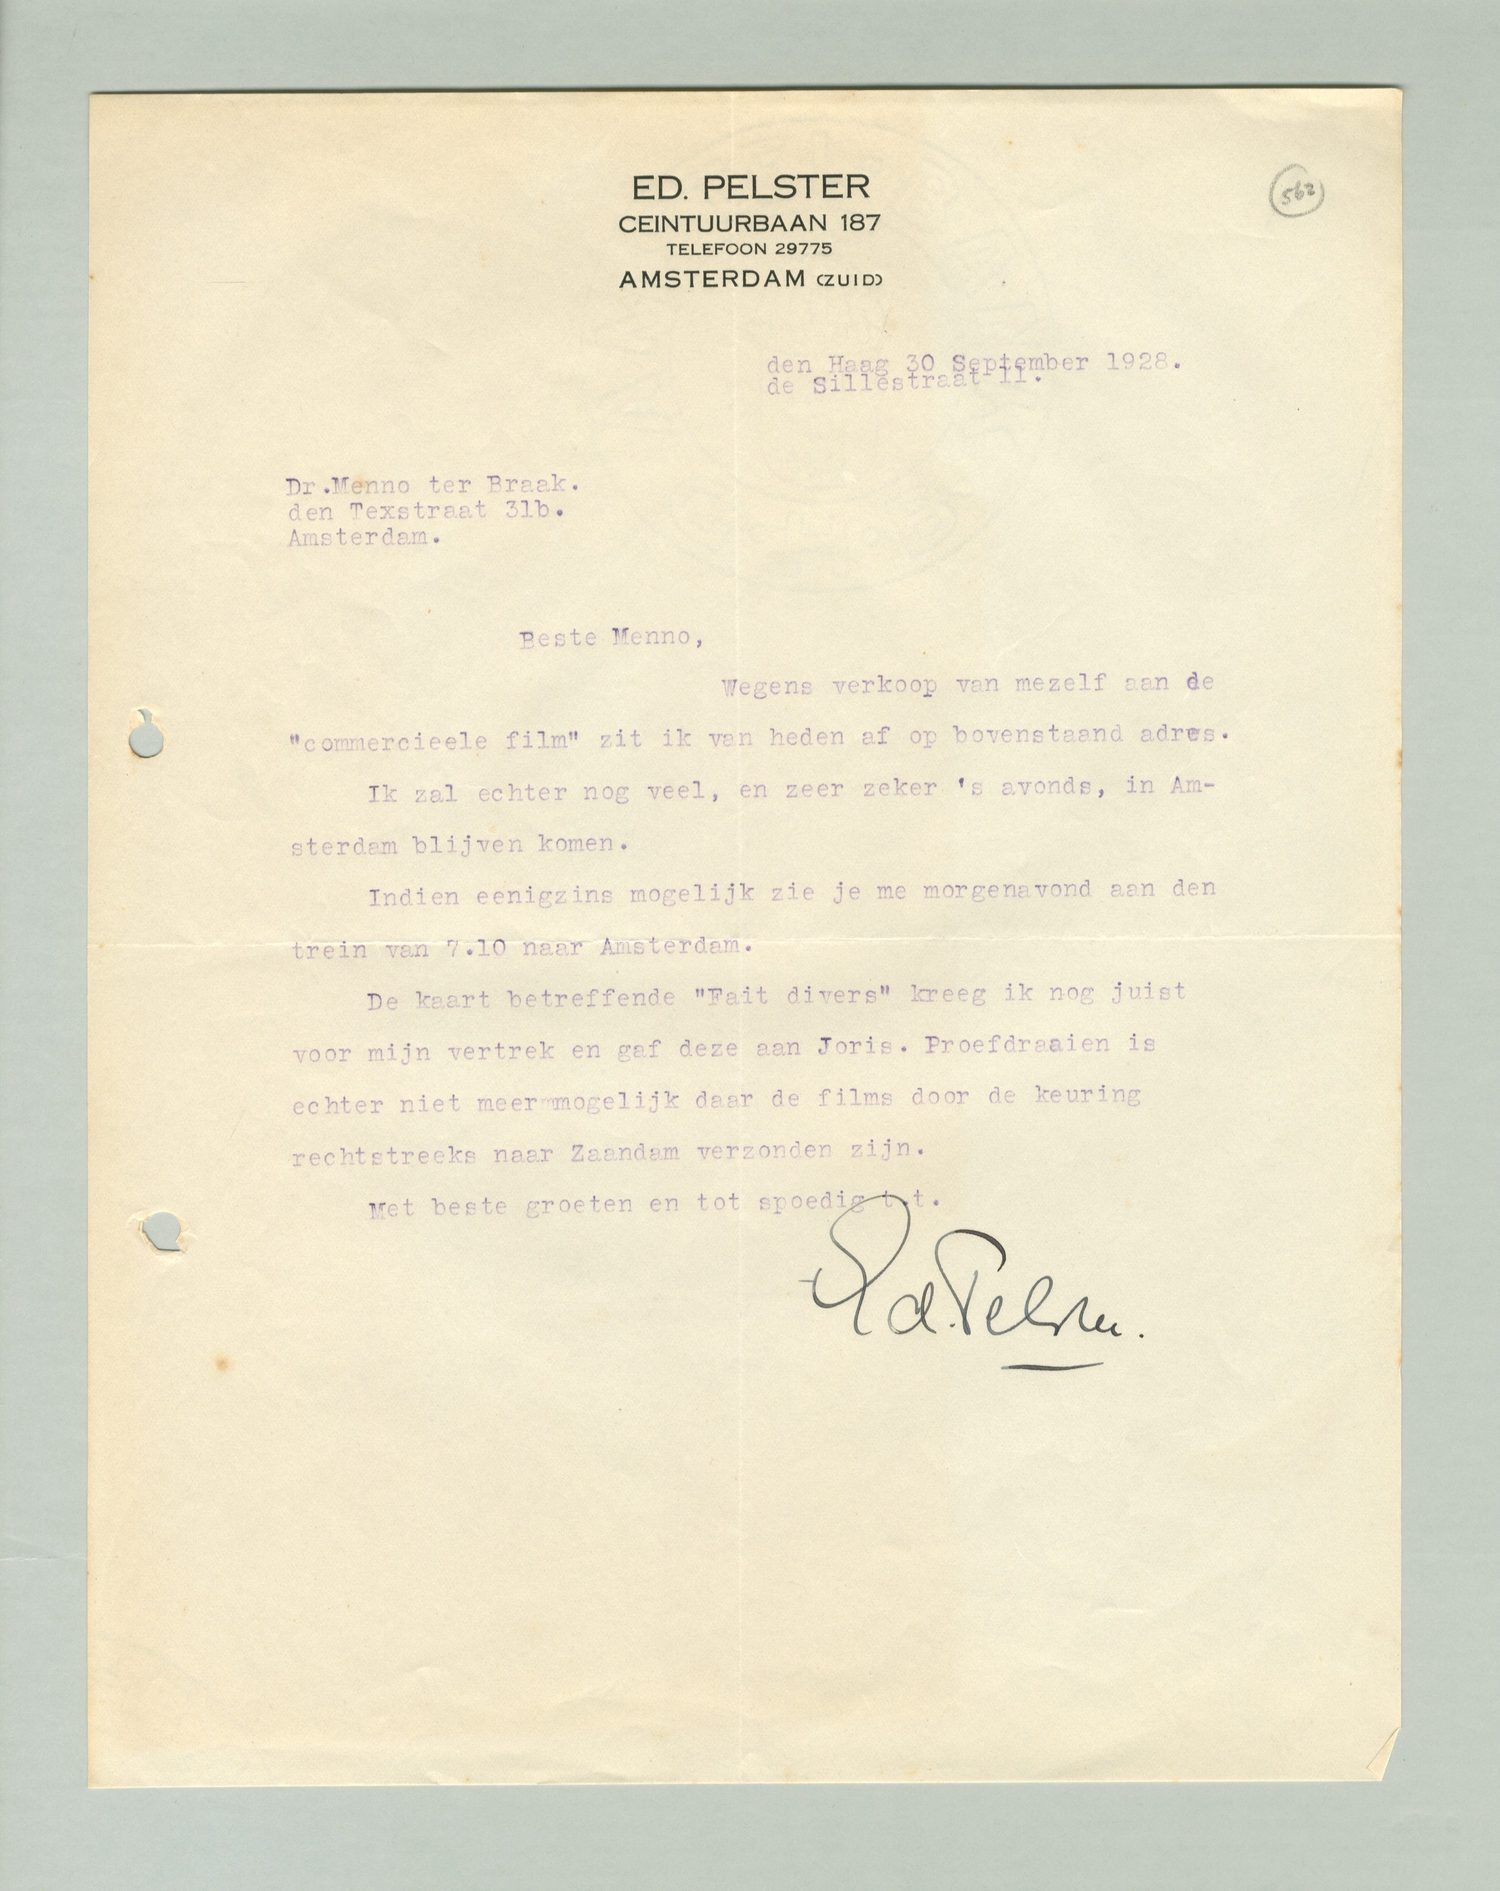 ED. PELSTER
CEINTUURBAAN 187
TELEFOON 29775
AMSTERDAM (ZUID)
562
den Haag 30 September 1928.
de Sillestraat 11.
Dr.Menno ter Braak.
den Texstraat 31b.
Amsterdam.
Beste Menno,
Wegens verkoop van mezelf aan de
"commercieele film" zit ik van heden af op bovenstaand adres.
Ik zal echter nog veel, en zeer zeker 's avonds, in Am-
sterdam blijven komen.
Indien eenigzins mogelijk zie je me morgenavond aan den
trein van 7.10 naar Amsterdam.
De kaart betreffende "Fait divers" kreeg ik nog juist
voor mijn vertrek en gaf deze aan Joris. Proefdraaien is
echter niet meer mogelijk daar de films door de keuring
rechtstreeks naar Zaandam verzonden zijn.
Met beste groeten en tot spoedig t.t.
Ed. Pelster.